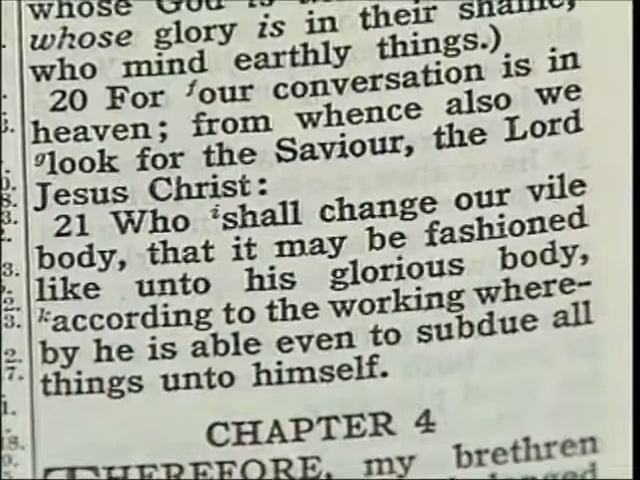 whose God is
whose glory is in their shame,
who mind earthly things.)
20 For four conversation is in
heaven; from whence also we
glook for the Saviour, the Lord
Jesus Christ:
21 Who ishall change our vile
body, that it may be fashioned
like unto his glorious body,
kaccording to the working where-
by he is able even to subdue all
things unto himself.
CHAPTER 4
THEREFORE, my brethren